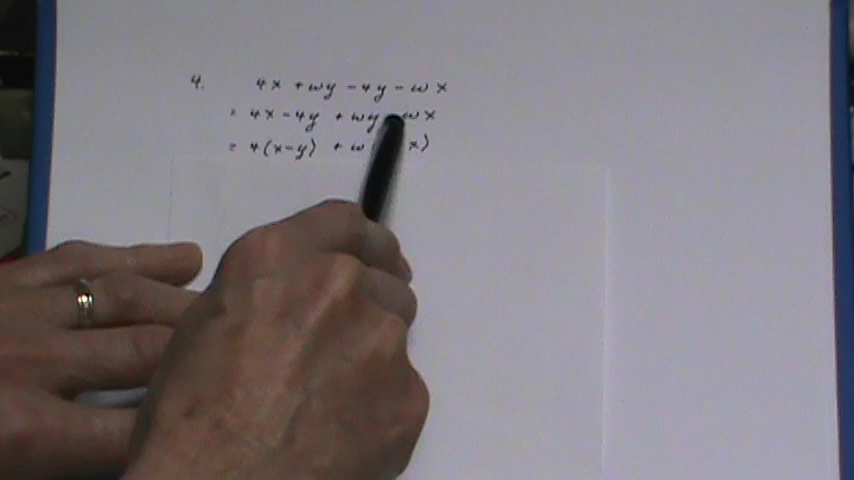 4. 4x + wy - 4y - wx
= 4x - 4y + wy - wx
= 4(x-y) + w x)